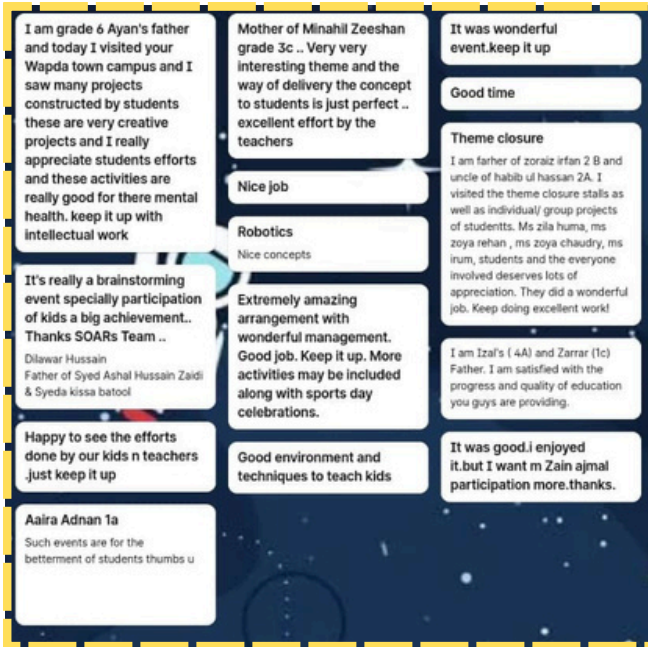 I am grade 6 Ayan's father
and today I visited your
Wapda town campus and I
saw many projects
constructed by students
these are very creative
projects and I really
appreciate students efforts
and these activities are
really good for there mental
health. keep it up with
intellectual work
It's really a brainstorming
event specially participation
of kids a big achievement..
Thanks SOARs Team ..
Dilawar Hussain
Father of Syed Ashal Hussain Zaidi
& Syeda kissa batool
Happy to see the efforts
done by our kids n teachers
.just keep it up
Aaira Adnan 1a
Such events are for the
betterment of students thumbs u
Mother of Minahil Zeeshan
grade 3c .. Very very
interesting theme and the
way of delivery the concept
to students is just perfect ..
excellent effort by the
teachers
Nice job
Robotics
Nice concepts
Extremely amazing
arrangement with
wonderful management.
Good job. Keep it up. More
activities may be included
along with sports day
celebrations.
Good environment and
techniques to teach kids
It was wonderful
event.keep it up
Good time
Theme closure
I am farher of zoraiz irfan 2 B and
uncle of habib ul hassan 2A. I
visited the theme closure stalls as
well as individual/ group projects
of studentts. Ms zila huma, ms
zoya rehan , ms zoya chaudry, ms
irum, students and the everyone
involved deserves lots of
appreciation. They did a wonderful
job. Keep doing excellent work!
I am Izal's ( 4A) and Zarrar (1c)
Father. I am satisfied with the
progress and quality of education
you guys are providing.
It was good.i enjoyed
it.but I want m Zain ajmal
participation more.thanks.